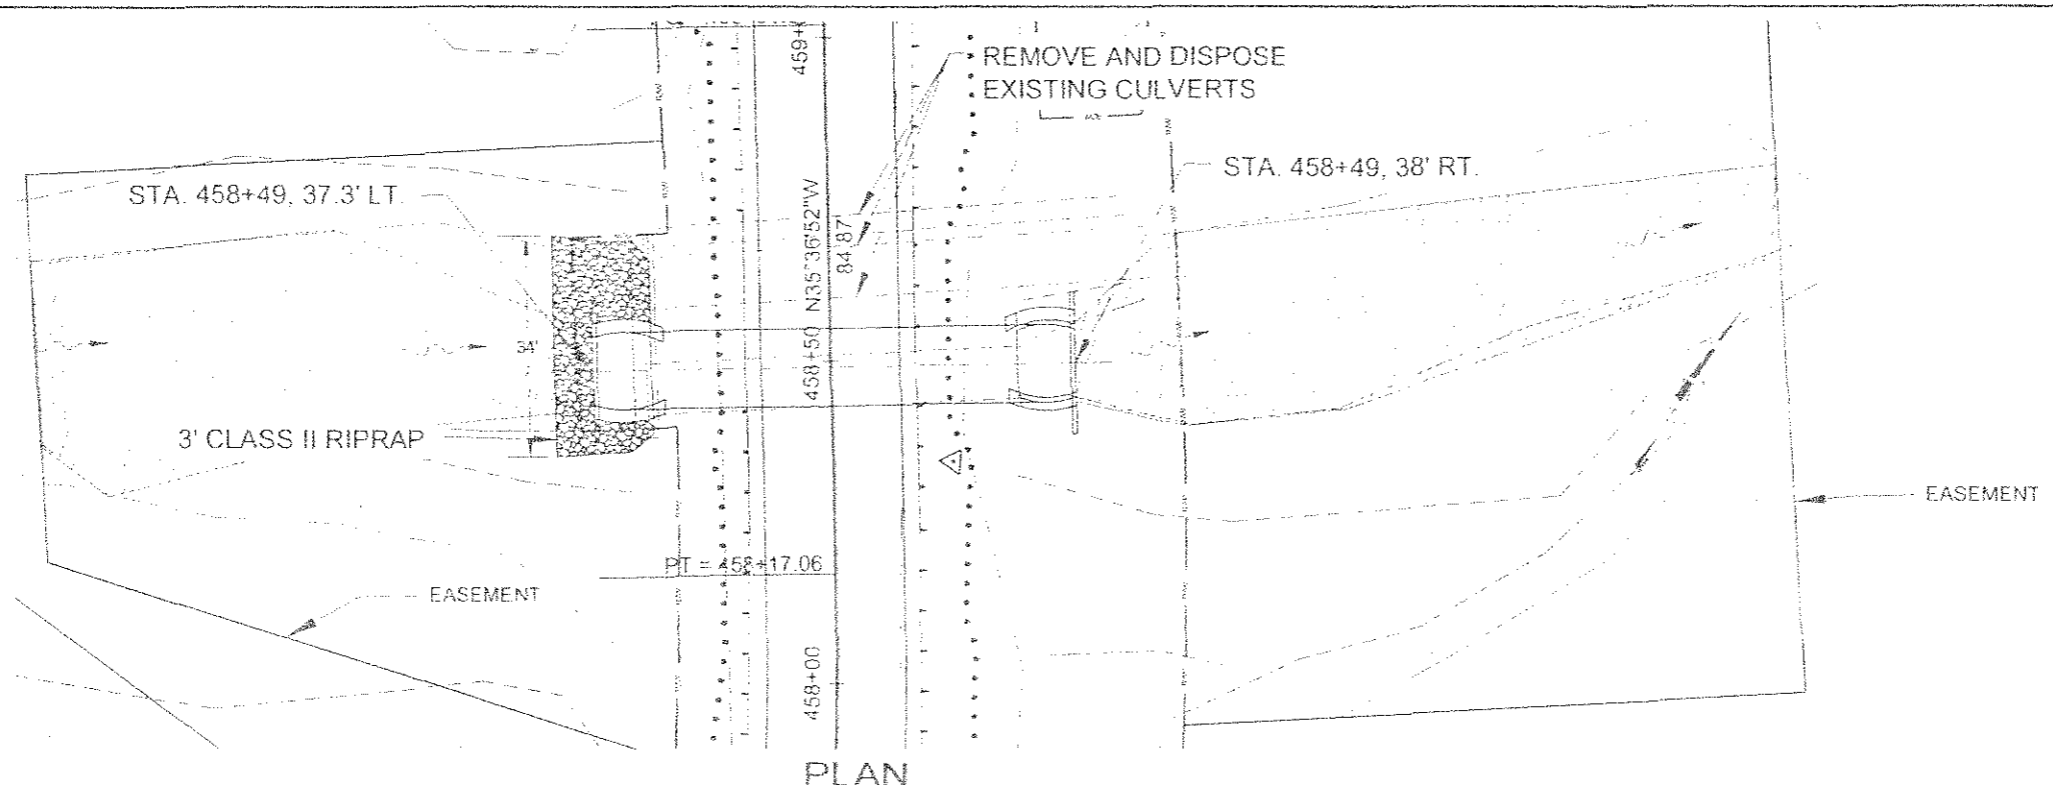 REMOVE AND DISPOSE
EXISTING CULVERTS
459+
STA. 458+49, 37.3' LT.
STA. 458+49, 38' RT.
458+50 N35°36'52"W
84.87'
34'
3' CLASS II RIPRAP
EASEMENT
PT = 458+17.06
EASEMENT
458+00
PLAN